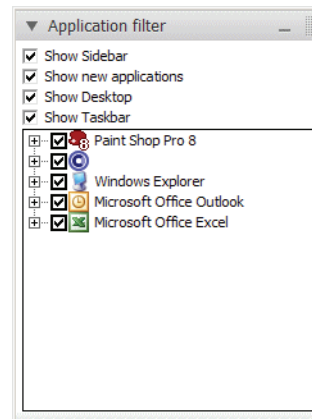 Application filter
Show Sidebar
Show new applications
Show Desktop
Show Taskbar
Paint Shop Pro 8
Windows Explorer
Microsoft Office Outlook
Microsoft Office Excel